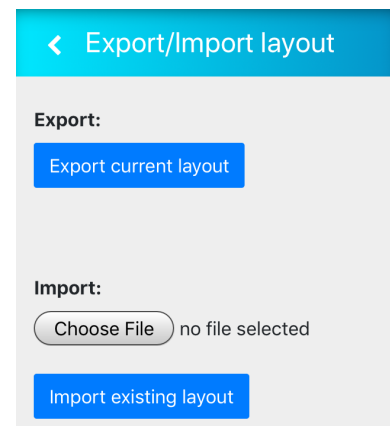 Export/Import layout
Export:
Export current layout
Import:
Choose File no file selected
Import existing layout